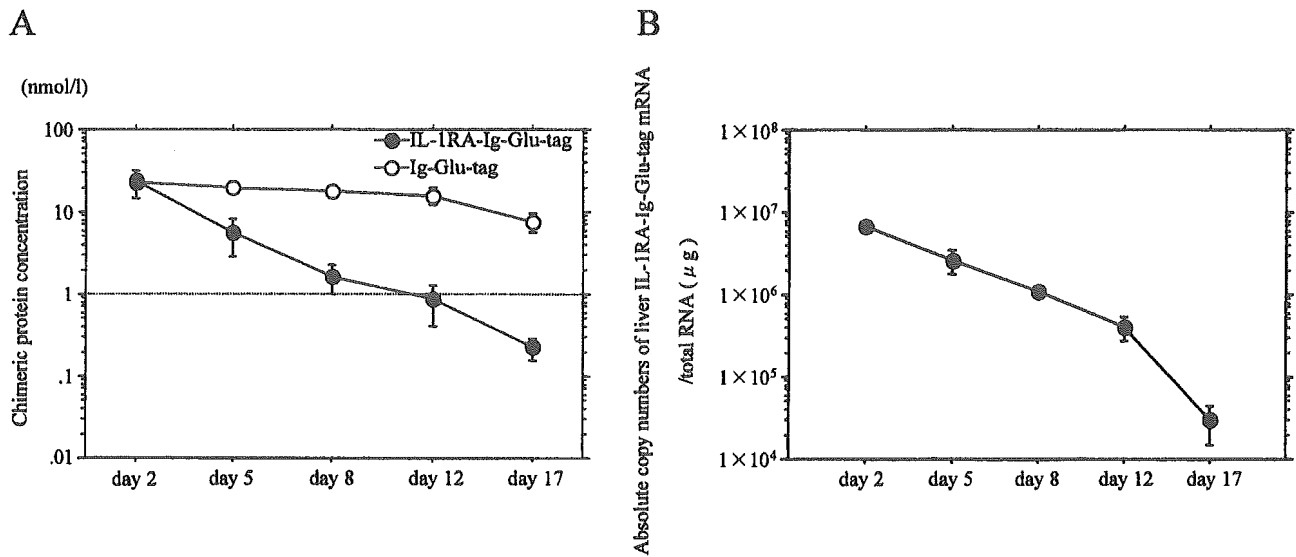 A
(nmol/l)
Chimeric protein concentration
100
10
1
.1
.01
IL-1RA-Ig-Glu-tag
Ig-Glu-tag
day 2 day 5 day 8 day 12 day 17
B
Absolute copy numbers of liver IL-1RA-Ig-Glu-tag mRNA
/total RNA (μg)
1×10⁸
1×10⁷
1×10⁶
1×10⁵
1×10⁴
day 2 day 5 day 8 day 12 day 17